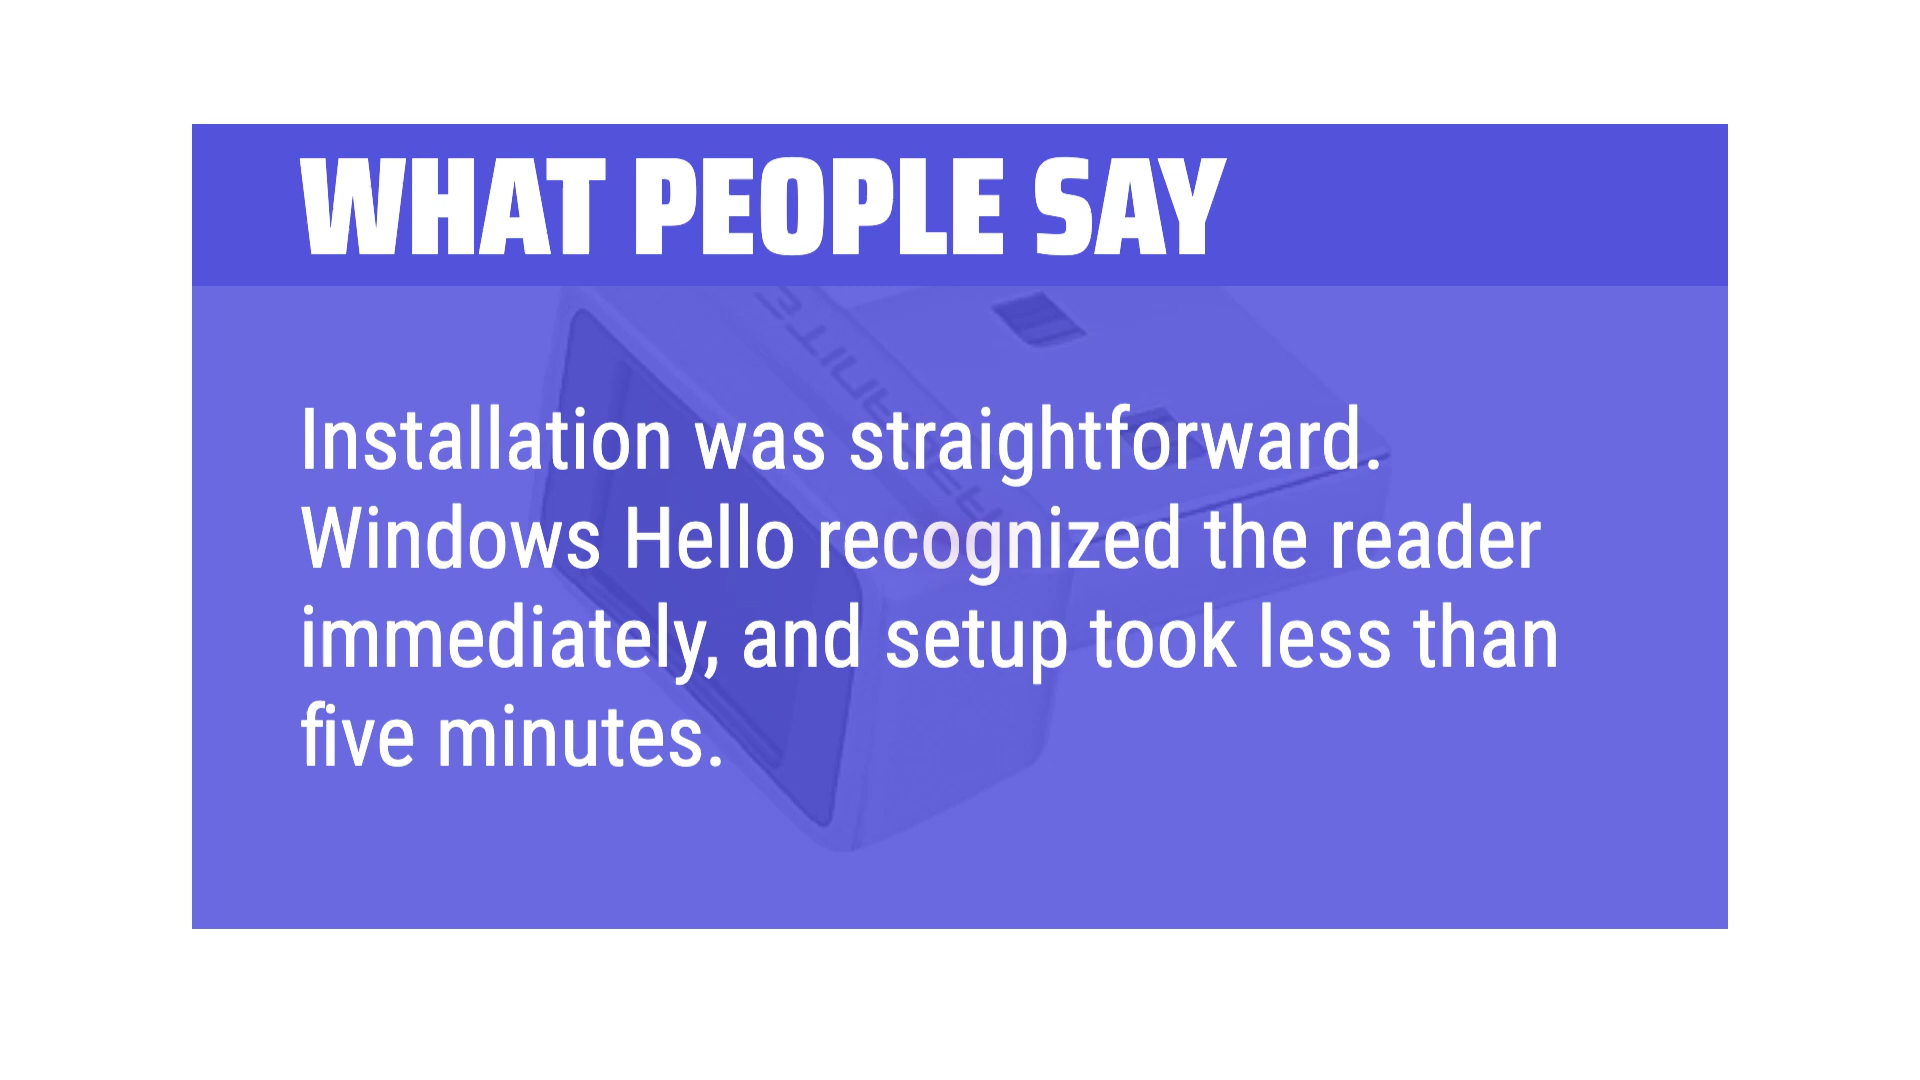 WHAT PEOPLE SAY
Installation was straightforward.
Windows Hello recognized the reader
immediately, and setup took less than
five minutes.